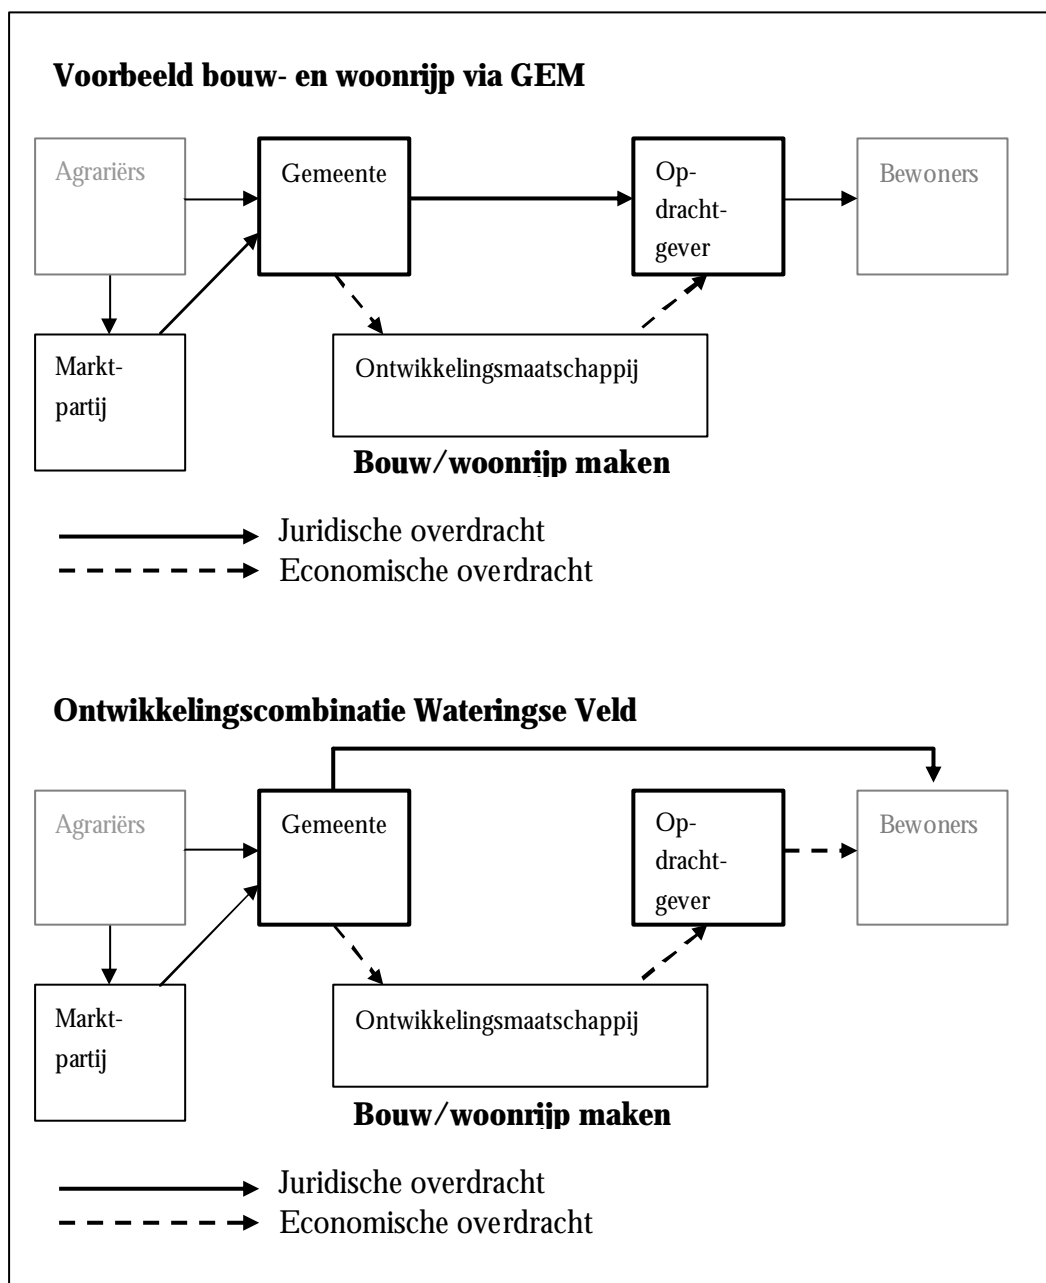 Voorbeeld bouw- en woonrijp via GEM
Agrariërs
Gemeente
Op-
dracht-
gever
Bewoners
Markt-
partij
Ontwikkelingsmaatschappij
Bouw/woonrijp maken
Juridische overdracht
Economische overdracht
Ontwikkelingscombinatie Wateringse Veld
Agrariërs
Gemeente
Op-
dracht-
gever
Bewoners
Markt-
partij
Ontwikkelingsmaatschappij
Bouw/woonrijp maken
Juridische overdracht
Economische overdracht